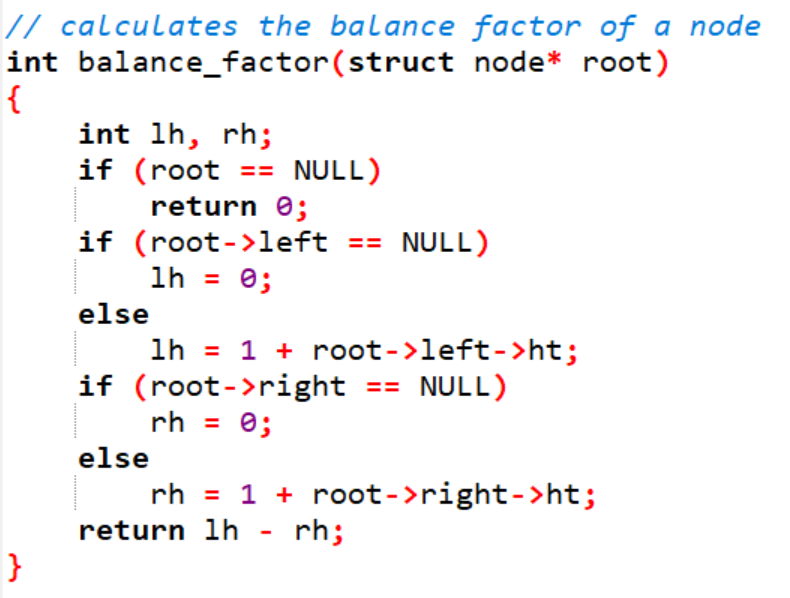 // calculates the balance factor of a node
int balance_factor(struct node* root)
{
    int lh, rh;
    if (root == NULL)
        return 0;
    if (root->left == NULL)
        lh = 0;
    else
        lh = 1 + root->left->ht;
    if (root->right == NULL)
        rh = 0;
    else
        rh = 1 + root->right->ht;
    return lh - rh;
}